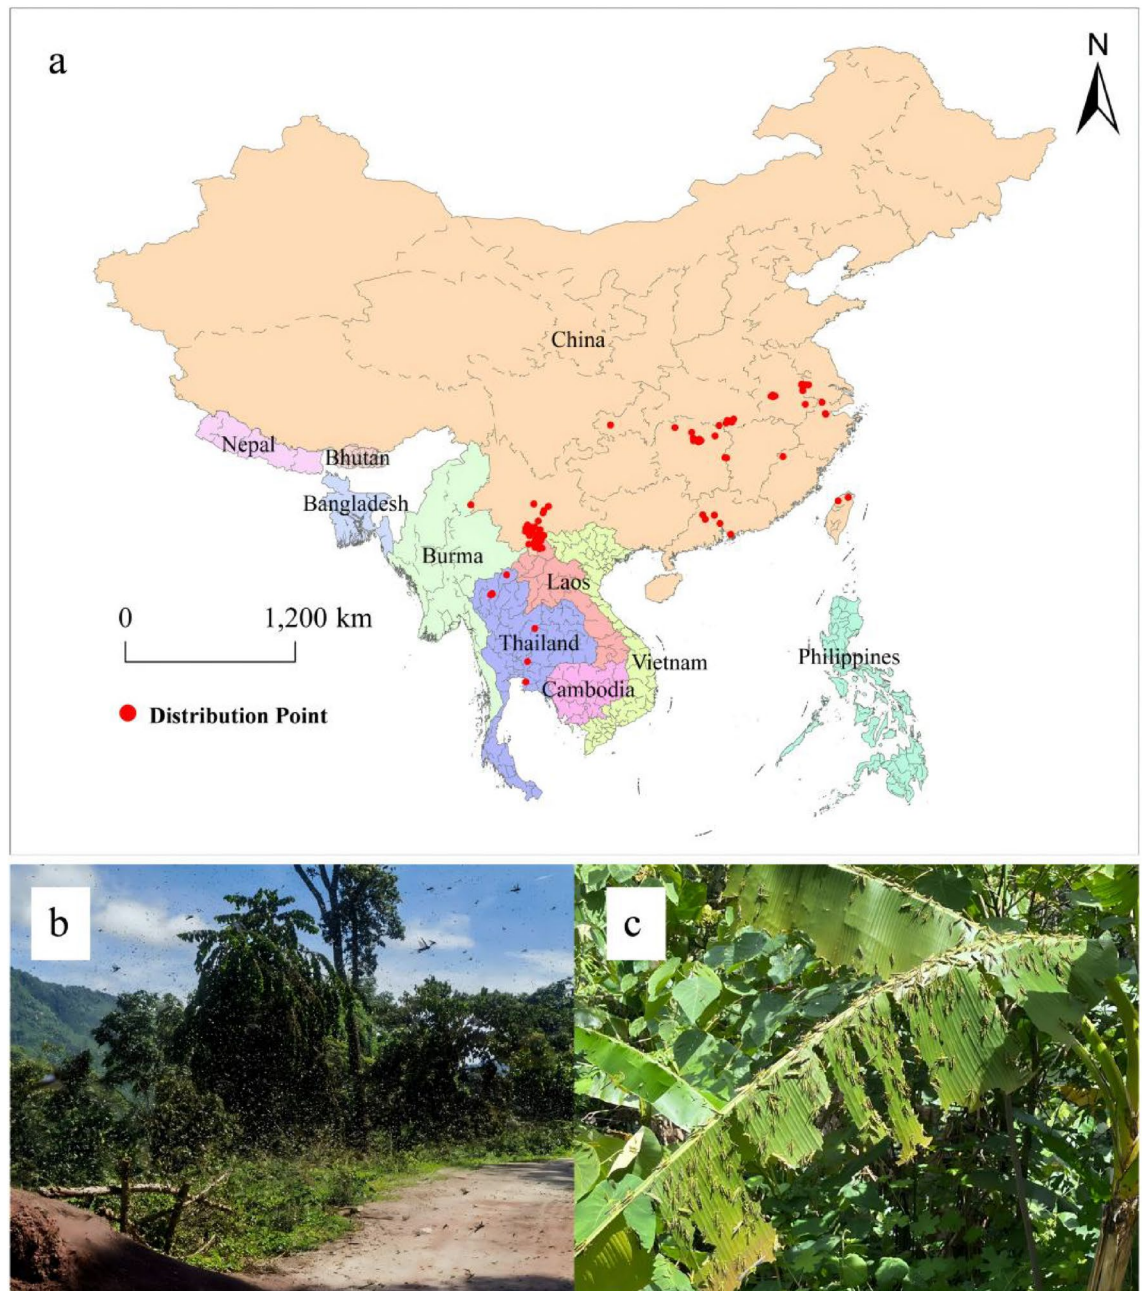 a
N
China
Nepal
Bhutan
Bangladesh
Burma
Laos
0 1,200 km
Thailand
Vietnam
Philippines
Cambodia
Distribution Point
b
c